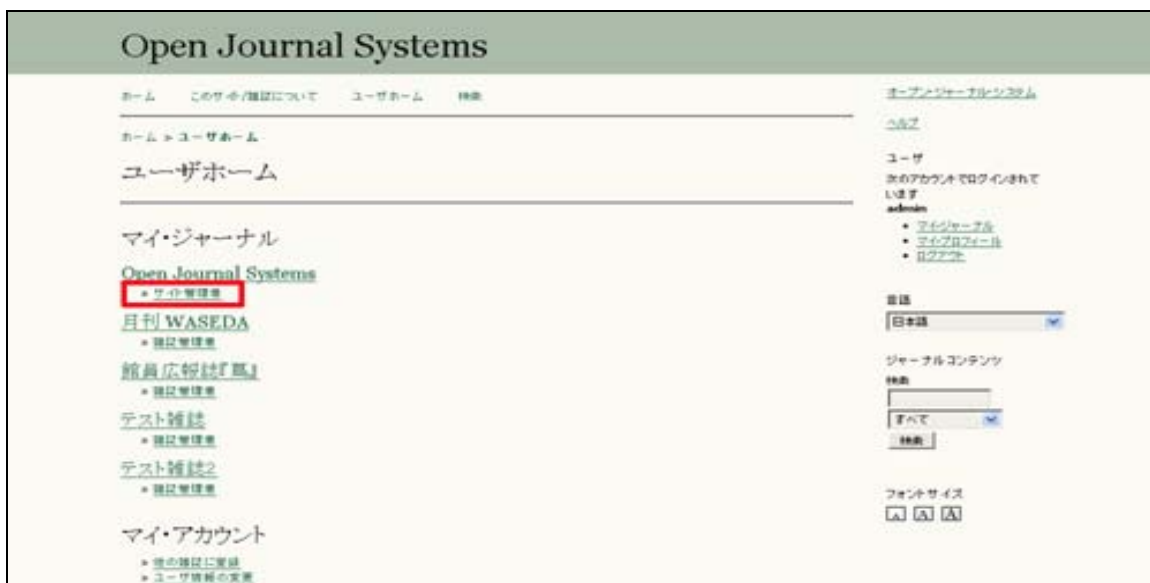 Open Journal Systems
ホーム このサイト/雑誌について ユーザホーム 検索
ホーム > ユーザホーム
ユーザホーム
マイ・ジャーナル
Open Journal Systems
» サイト管理者
月刊 WASEDA
» 雑誌管理者
館員広報誌『蔦』
» 雑誌管理者
テスト雑誌
» 雑誌管理者
テスト雑誌2
» 雑誌管理者
マイ・アカウント
» 他の雑誌に登録
» ユーザ情報の変更
オープン・ジャーナル・システム
ヘルプ
ユーザ
次のアカウントでログインされて
います
admin
マイ・ジャーナル
マイ・プロフィール
ログアウト
言語
日本語
ジャーナルコンテンツ
検索
すべて
検索
フォントサイズ
A A A